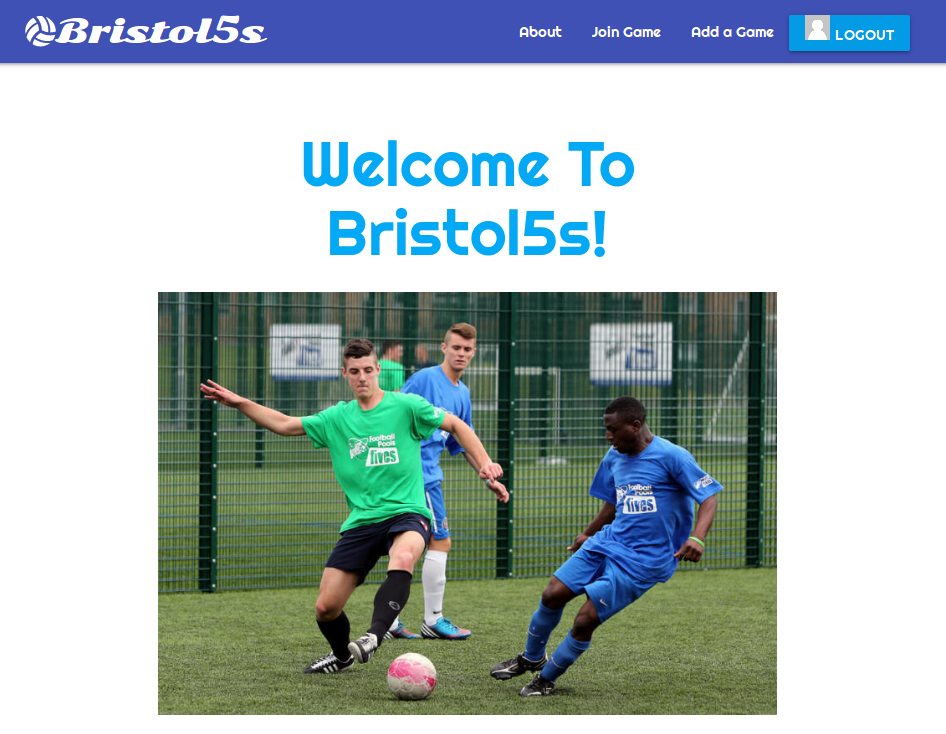 Bristol5s
About
Join Game
Add a Game
LOGOUT
Welcome To
Bristol5s!
Football
Pools
fives
Football
Pools
fives